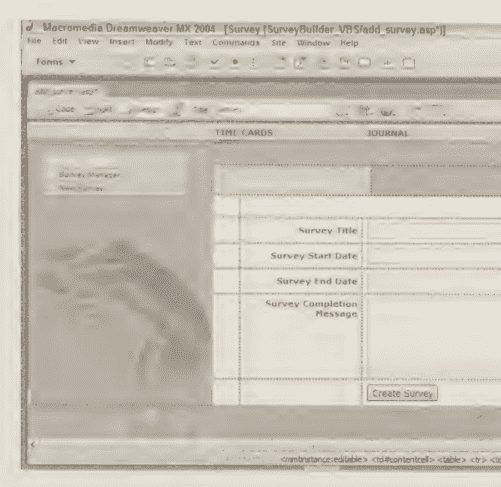 Macromedia Dreamweaver MX 2004 - [Survey [SurveyBuilder_VBS/add_survey.asp*]]
File Edit View Insert Modify Text Commands Site Window Help
Forms
Code
Title
TIME CARDS JOURNAL
Survey Manager
New Survey
Survey Title
Survey Start Date
Survey End Date
Survey Completion
Message
Create Survey
<mmtinstance:editable> <td#contentcell> <table> <tr> <td